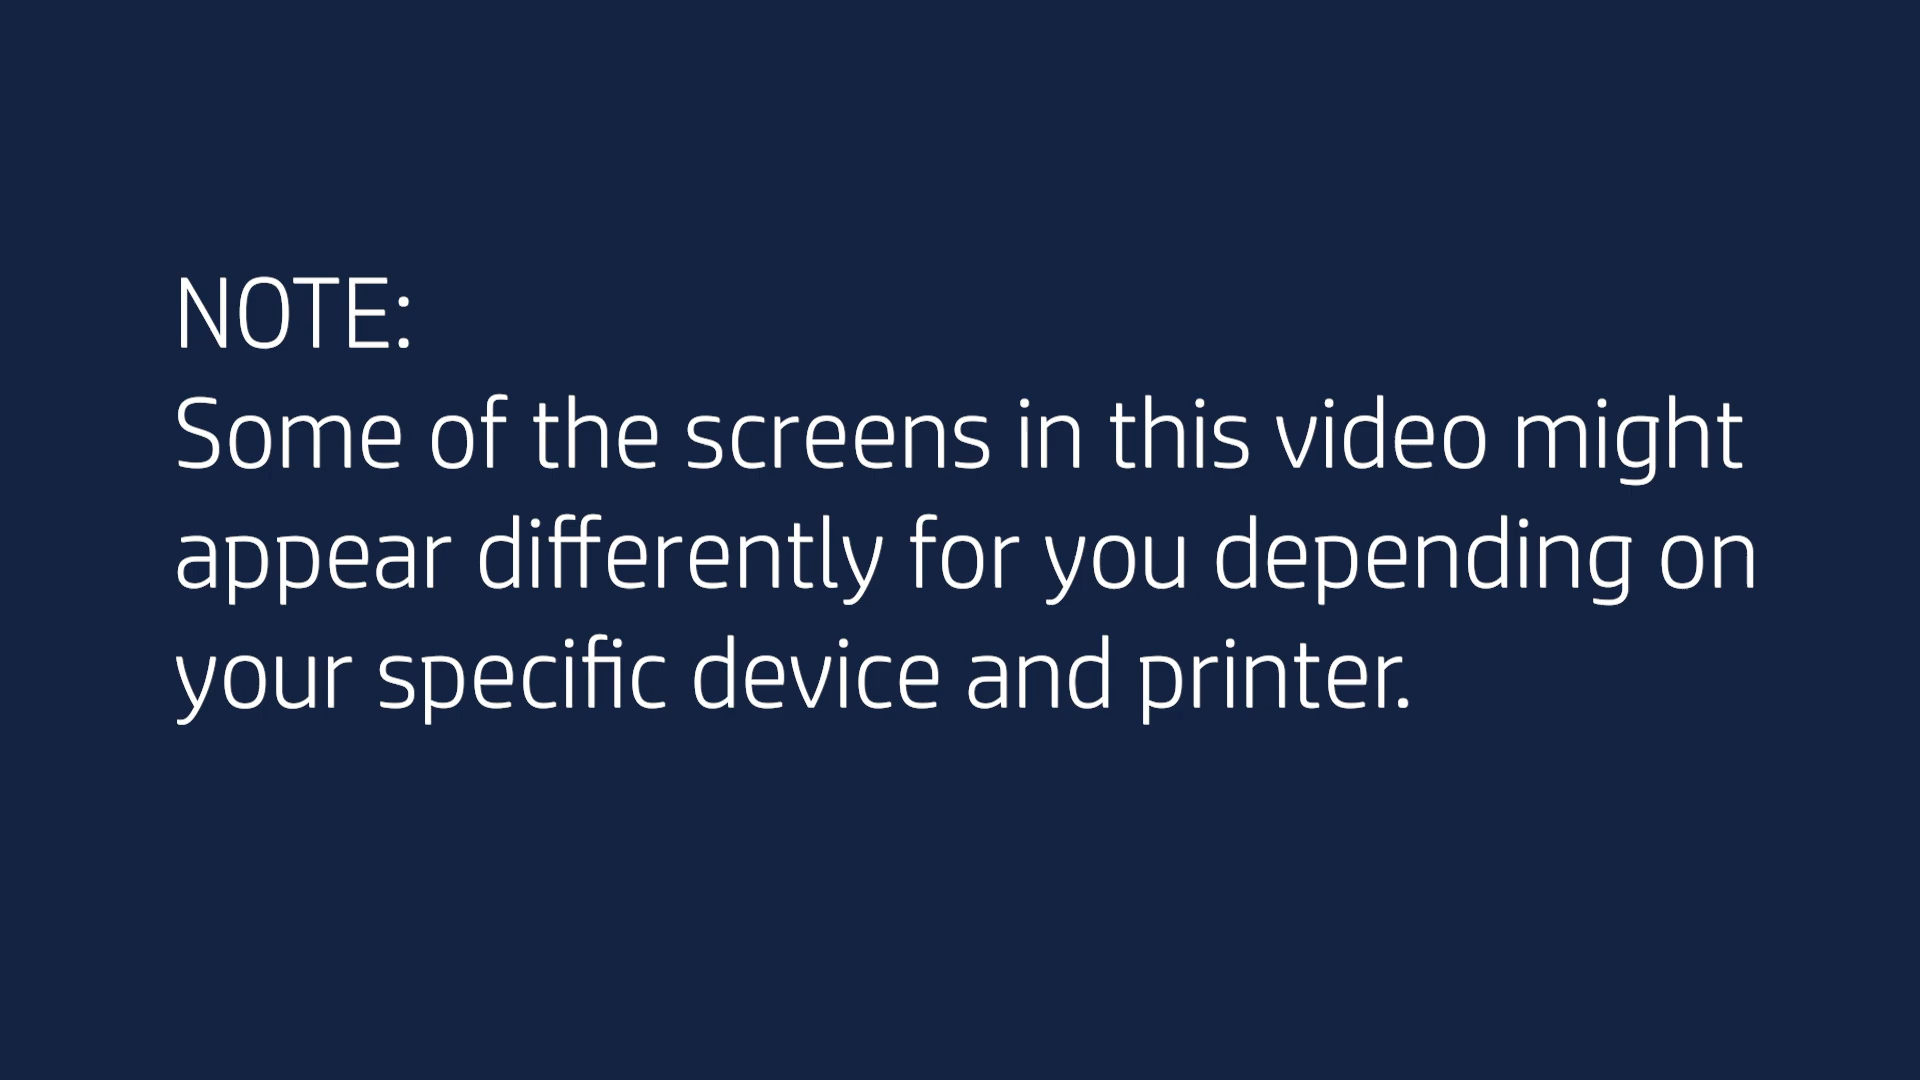 NOTE:
Some of the screens in this video might
appear differently for you depending on
your specific device and printer.